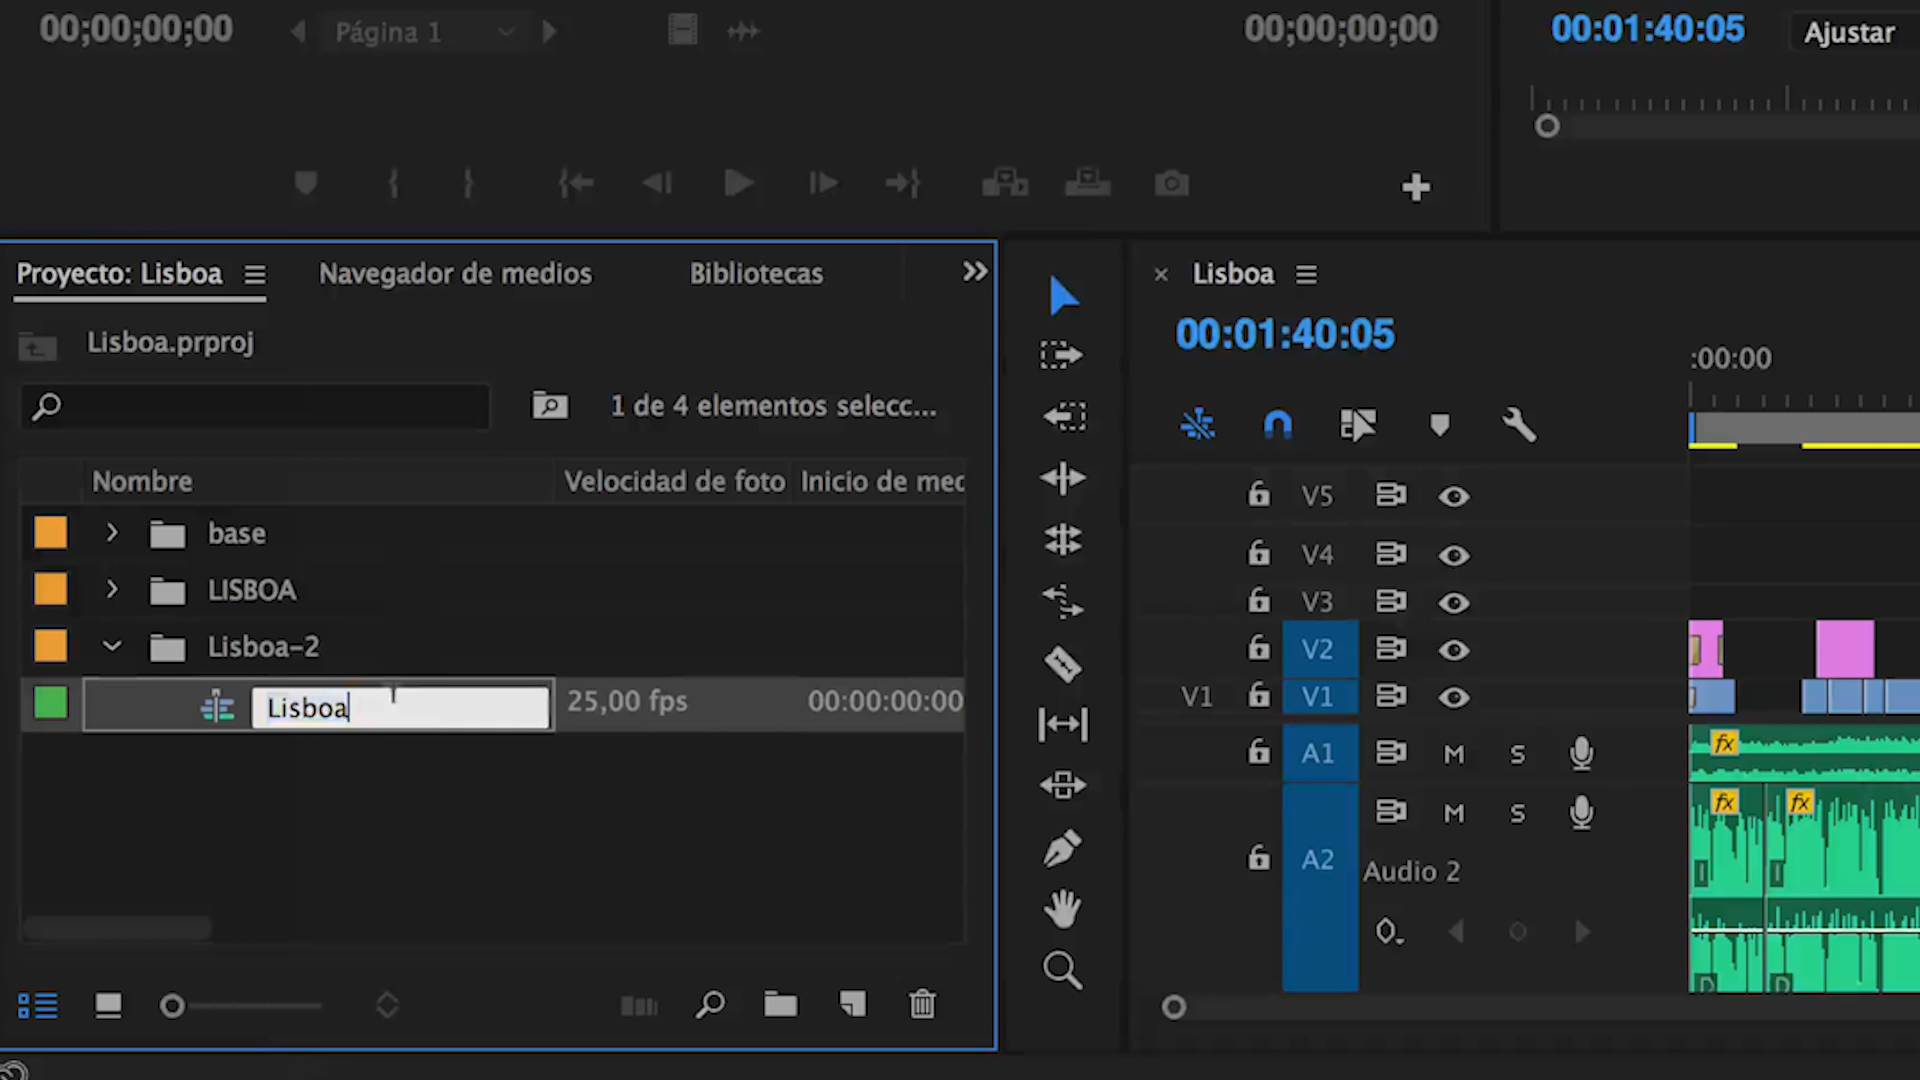 00;00;00;00
Página 1
00;00;00;00
00:01:40:05
Ajustar
Proyecto: Lisboa
Navegador de medios
Bibliotecas
Lisboa.prproj
1 de 4 elementos selecc...
Nombre
Velocidad de foto
Inicio de med
base
LISBOA
Lisboa-2
Lisboa
25,00 fps
00:00:00:00
Lisboa
00:01:40:05
:00:00
V5
V4
V3
V2
V1
V1
A1
M
S
A2
M
S
Audio 2
fx
fx
fx
D
D